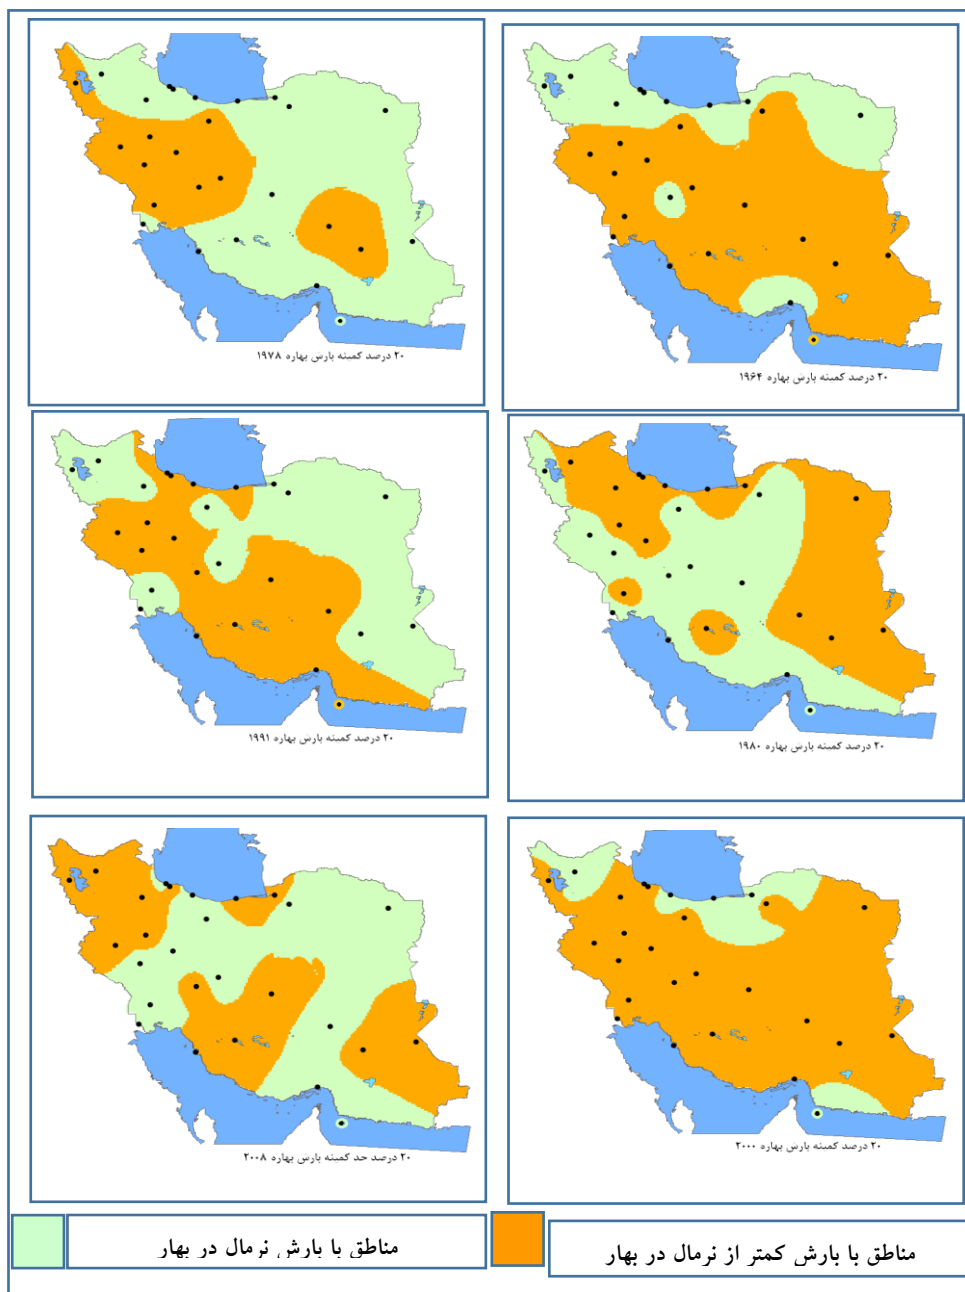 ۲۰ درصد کمینه بارش بهاره ۱۹۶۴
۲۰ درصد کمینه بارش بهاره ۱۹۷۸
۲۰ درصد کمینه بارش بهاره ۱۹۸۰
۲۰ درصد کمیته بارش بهاره ۱۹۹۱
۲۰ درصد کمینه بارش بهاره ۲۰۰۰
۲۰ درصد حد کمینه بارش بهاره ۲۰۰۸
مناطق با بارش کمتر از نرمال در بهار
مناطق با بارش نرمال در بهار